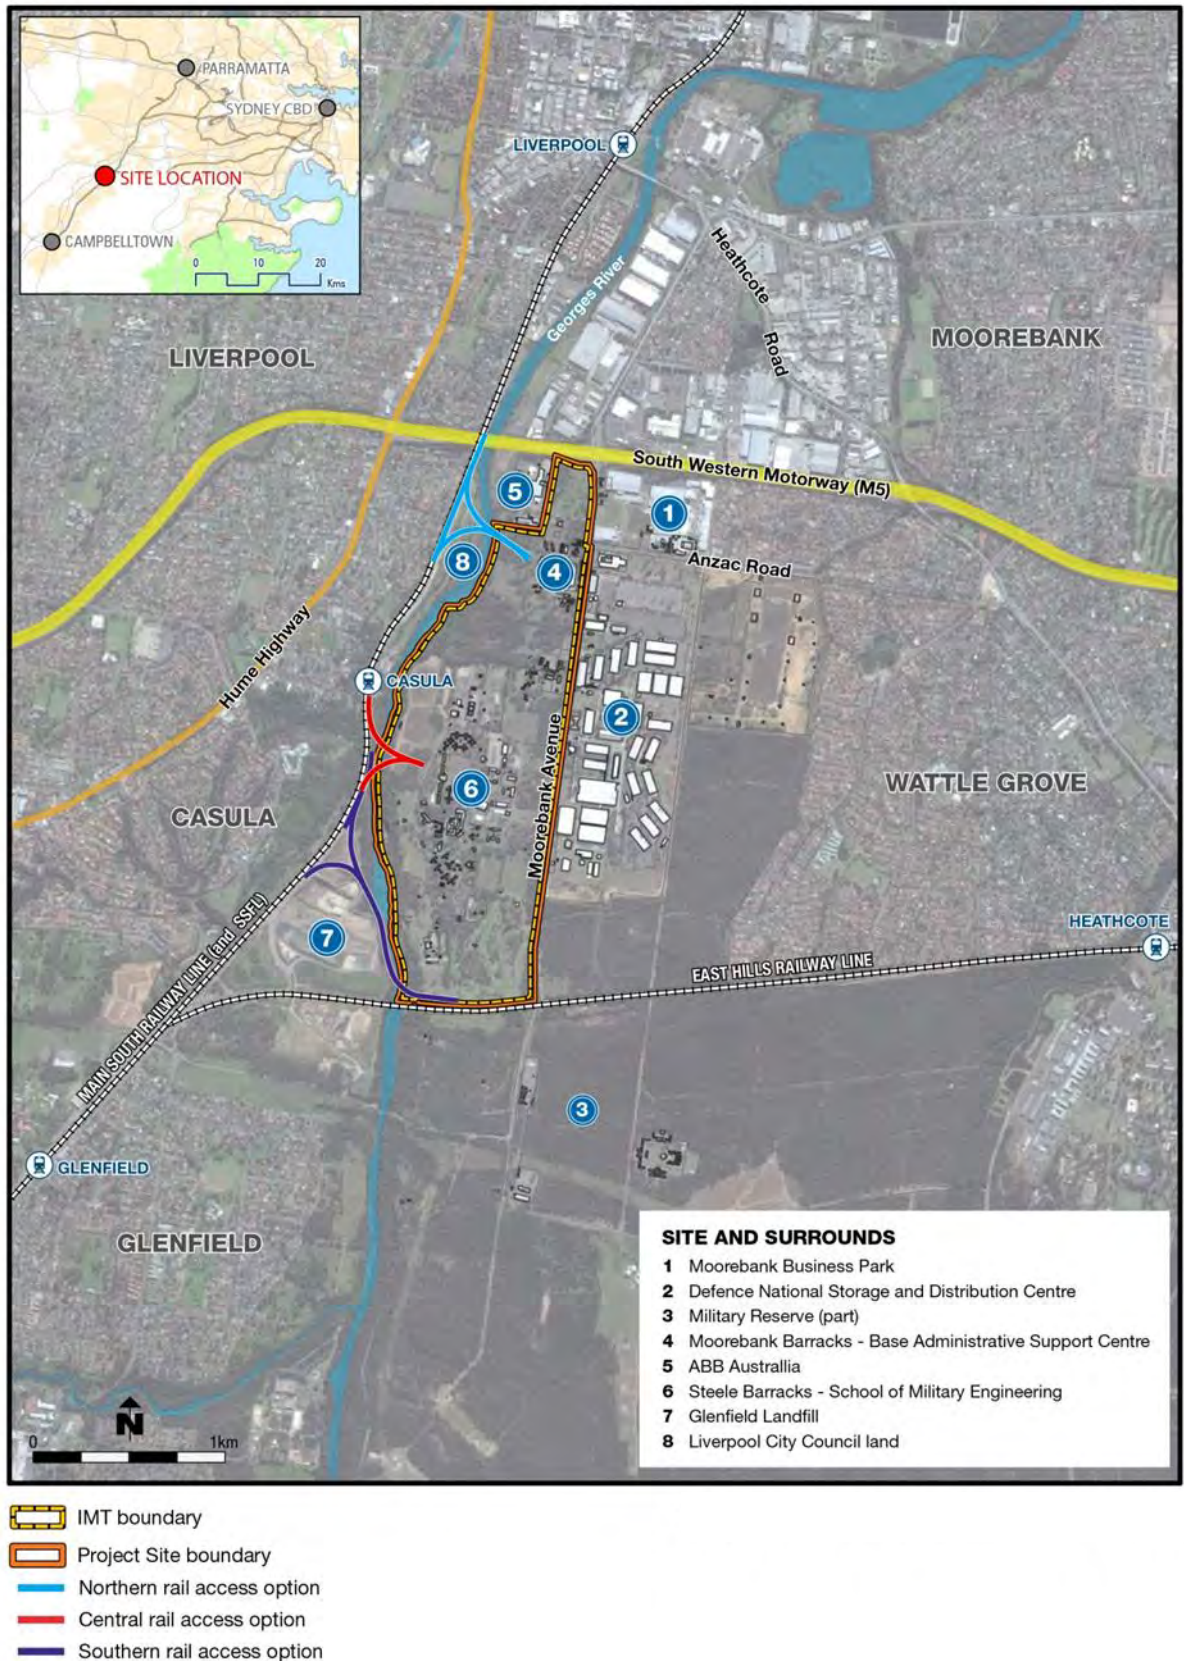 PARRAMATTA
SYDNEY CBD
SITE LOCATION
CAMPBELLTOWN
0 10 20
Kms
LIVERPOOL
Georges River
Heathcote
Road
MOOREBANK
LIVERPOOL
South Western Motorway (M5)
5
1
8
4
Anzac Road
Hume Highway
CASULA
2
Moorebank Avenue
6
WATTLE GROVE
CASULA
7
HEATHCOTE
MAIN SOUTH RAILWAY LINE (and SSFL)
EAST HILLS RAILWAY LINE
3
GLENFIELD
GLENFIELD
SITE AND SURROUNDS
1 Moorebank Business Park
2 Defence National Storage and Distribution Centre
3 Military Reserve (part)
4 Moorebank Barracks - Base Administrative Support Centre
5 ABB Australlia
6 Steele Barracks - School of Military Engineering
7 Glenfield Landfill
8 Liverpool City Council land
N
0 1km
IMT boundary
Project Site boundary
Northern rail access option
Central rail access option
Southern rail access option